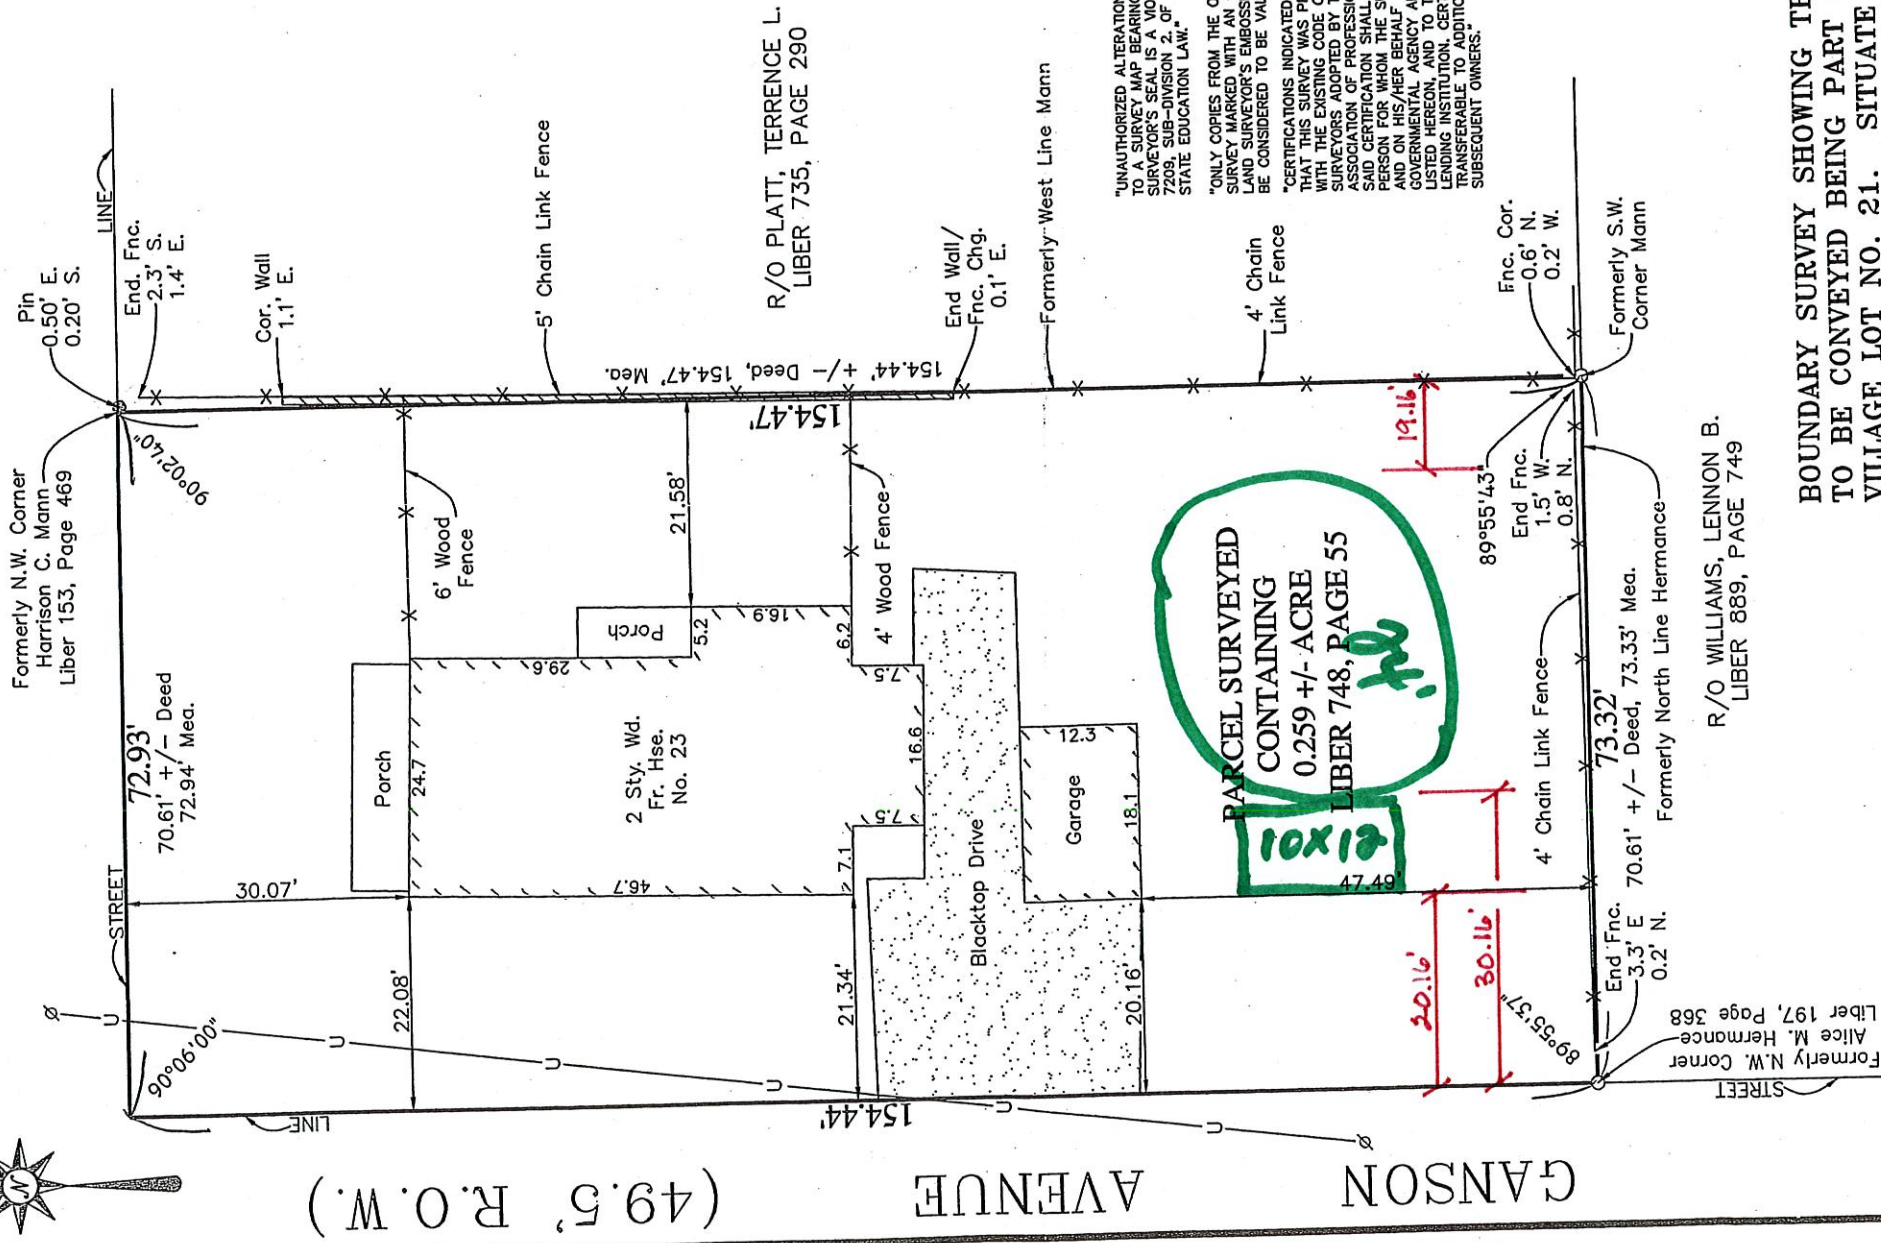 Formerly N.W. Corner
Harrison C. Mann
Liber 153, Page 469
Pin
0.50' E.
0.20' S.
LINE
End. Fnc.
2.3' S.
1.4' E.
Cor. Wall
1.1' E.
5' Chain Link Fence
R/O PLATT, TERENCE L.
LIBER 735, PAGE 290
STREET
72.93'
70.61' +/- Deed
72.94' Mea.
90°02'40"
90°06'00"
30.07'
Porch
24.7
6' Wood
Fence
29.6
Porch
5.2
21.58'
16.9
6.2
4' Wood Fence
2 Sty. Wd.
Fr. Hse.
No. 23
46.7
7.5
16.6
7.5
7.1
22.08'
21.34'
154.47'
154.44' +/- Deed, 154.47' Mea.
End Wall/
Fnc. Chg.
0.1' E.
Formerly West Line Mann
4' Chain
Link Fence
Blacktop Drive
Garage
12.3
18.1
20.16'
47.49'
PARCEL SURVEYED
CONTAINING
0.259 +/- ACRE
LIBER 748, PAGE 55
10X12
19.16'
20.16'
30.16'
Fnc. Cor.
0.6' N.
0.2' W.
Formerly S.W.
Corner Mann
89°55'43"
End Fnc.
1.5' W.
0.8' N.
4' Chain Link Fence
73.32'
70.61' +/- Deed, 73.33' Mea.
Formerly North Line Hermance
End Fnc.
3.3' E
0.2' N.
89°55'37"
R/O WILLIAMS, LENNON B.
LIBER 889, PAGE 749
Formerly N.W. Corner
Alice M. Hermance
Liber 197, Page 368
STREET
LINE
154.44'
U
U
U
U
U
U
N
GANSON AVENUE (49.5' R.O.W.)
"UNAUTHORIZED ALTERATION
TO A SURVEY MAP BEARING
SURVEYOR'S SEAL IS A VIO
7209, SUB-DIVISION 2. OF
STATE EDUCATION LAW."
"ONLY COPIES FROM THE O
SURVEY MARKED WITH AN
LAND SURVEYOR'S EMBOSS
BE CONSIDERED TO BE VAL
"CERTIFICATIONS INDICATED
THAT THIS SURVEY WAS P
WITH THE EXISTING CODE O
SURVEYORS ADOPTED BY T
ASSOCIATION OF PROFESSI
SAID CERTIFICATION SHALL
PERSON FOR WHOM THE S
AND ON HIS/HER BEHALF
GOVERNMENTAL AGENCY A
LISTED HEREON, AND TO T
LENDING INSTITUTION. CERT
TRANSFERABLE TO ADDITIO
SUBSEQUENT OWNERS."
BOUNDARY SURVEY SHOWING TH
TO BE CONVEYED BEING PART
VILLAGE LOT NO. 21. SITUATE